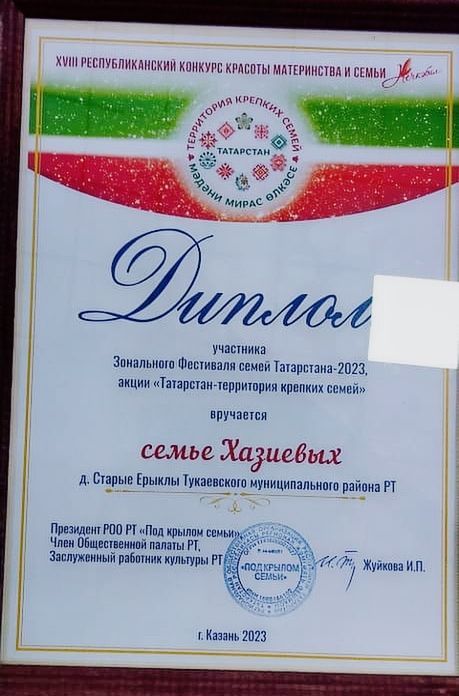 XVIII РЕСПУБЛИКАНСКИЙ КОНКУРС КРАСОТЫ МАТЕРИНСТВА И СЕМЬИ
ТЕРРИТОРИЯ КРЕПКИХ СЕМЕЙ
ТАТАРСТАН
МӘДӘНИ МИРАС ӨЛКӘСЕ
Диплом
участника
Зонального Фестиваля семей Татарстана-2023,
акции «Татарстан-территория крепких семей»
вручается
семье Хазиевых
д. Старые Ерыклы Тукаевского муниципального района РТ
Президент РОО РТ «Под крылом семьи»
Член Общественной палаты РТ,
Заслуженный работник культуры РТ
«ПОД КРЫЛОМ
СЕМЬИ»
Жуйкова И.П.
г. Казань 2023